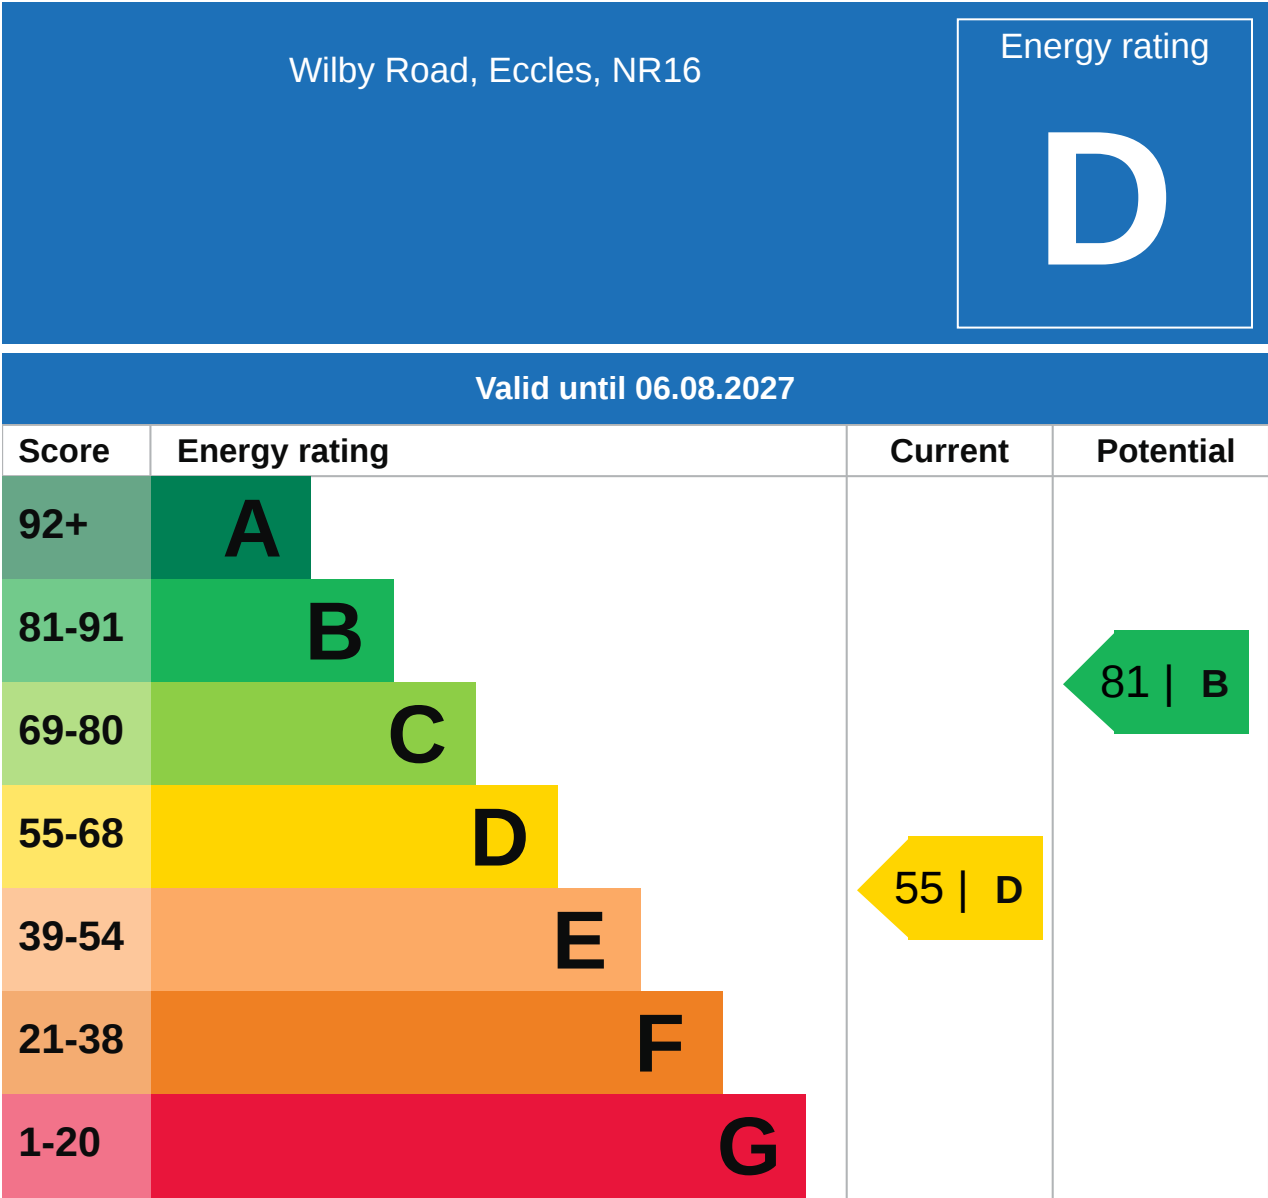 Wilby Road, Eccles, NR16
Energy rating
D
Valid until 06.08.2027
Score Energy rating Current Potential
92+ A
81-91 B
81 | B
69-80 C
55-68 D
55 | D
39-54 E
21-38 F
1-20 G